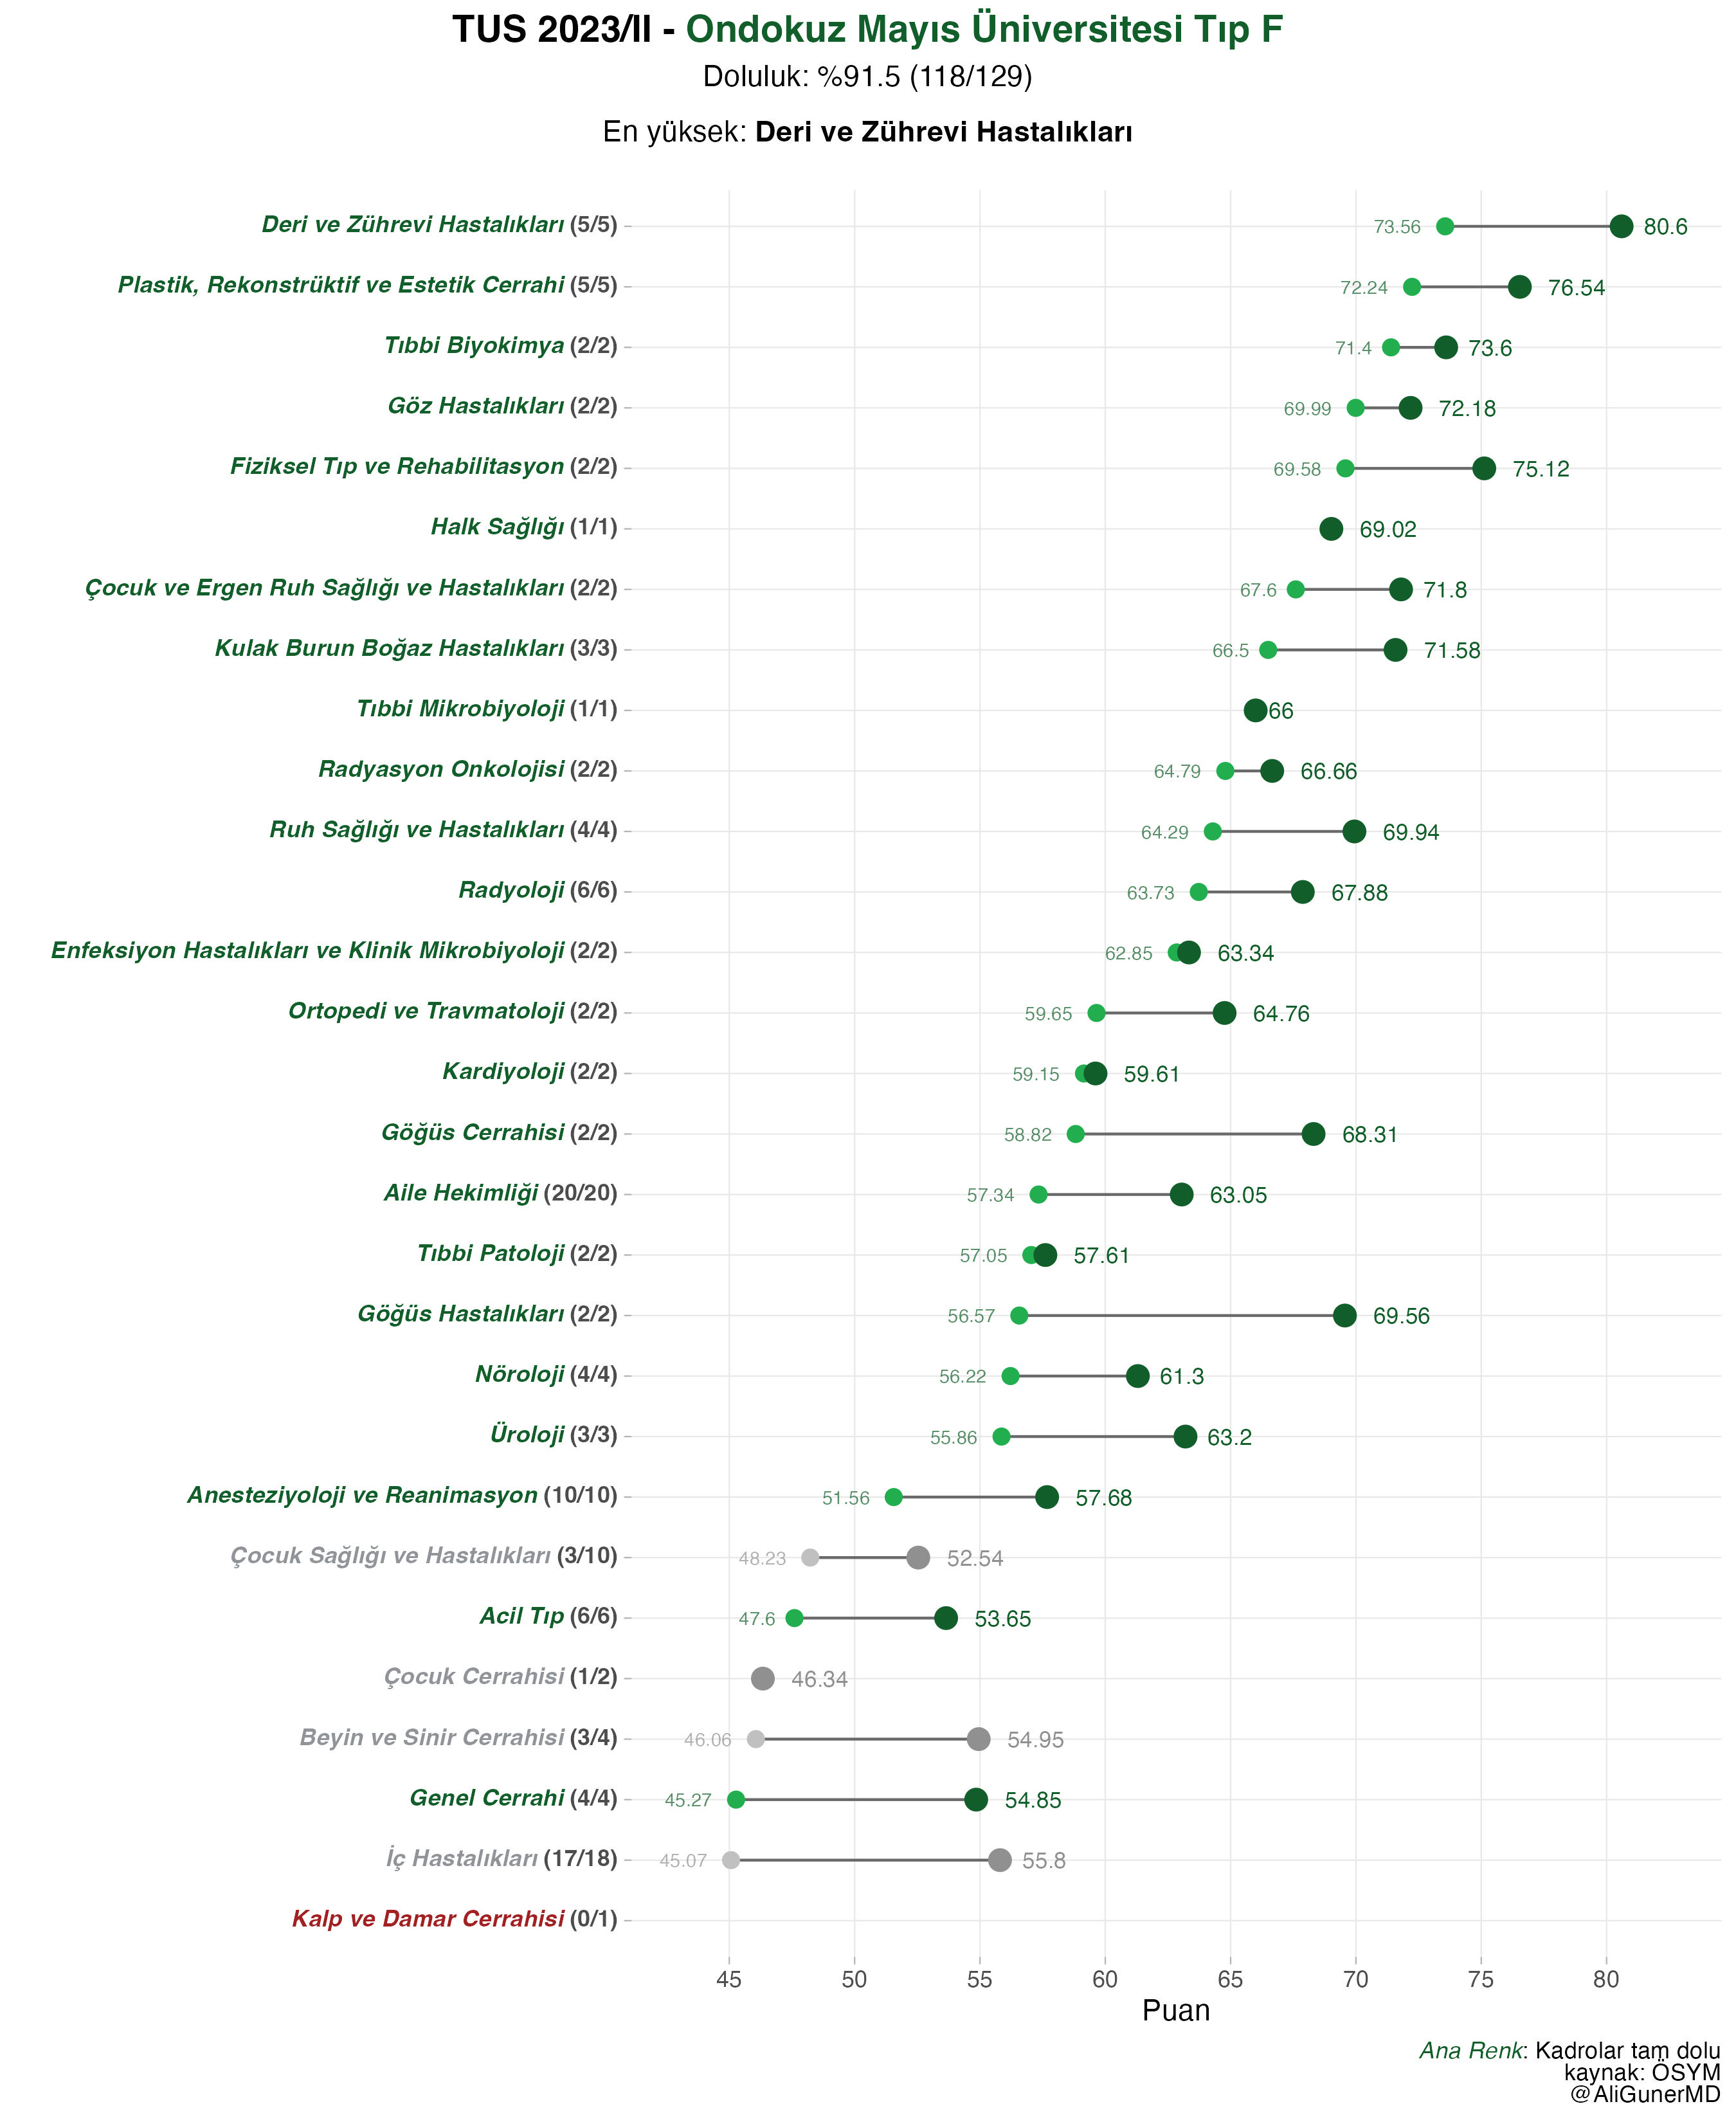 TUS 2023/II - Ondokuz Mayıs Üniversitesi Tıp F
Doluluk: %91.5 (118/129)
En yüksek: Deri ve Zührevi Hastalıkları
Deri ve Zührevi Hastalıkları (5/5) 73.56 80.6
Plastik, Rekonstrüktif ve Estetik Cerrahi (5/5) 72.24 76.54
Tıbbi Biyokimya (2/2) 71.4 73.6
Göz Hastalıkları (2/2) 69.99 72.18
Fiziksel Tıp ve Rehabilitasyon (2/2) 69.58 75.12
Halk Sağlığı (1/1) 69.02
Çocuk ve Ergen Ruh Sağlığı ve Hastalıkları (2/2) 67.6 71.8
Kulak Burun Boğaz Hastalıkları (3/3) 66.5 71.58
Tıbbi Mikrobiyoloji (1/1) 66
Radyasyon Onkolojisi (2/2) 64.79 66.66
Ruh Sağlığı ve Hastalıkları (4/4) 64.29 69.94
Radyoloji (6/6) 63.73 67.88
Enfeksiyon Hastalıkları ve Klinik Mikrobiyoloji (2/2) 62.85 63.34
Ortopedi ve Travmatoloji (2/2) 59.65 64.76
Kardiyoloji (2/2) 59.15 59.61
Göğüs Cerrahisi (2/2) 58.82 68.31
Aile Hekimliği (20/20) 57.34 63.05
Tıbbi Patoloji (2/2) 57.05 57.61
Göğüs Hastalıkları (2/2) 56.57 69.56
Nöroloji (4/4) 56.22 61.3
Üroloji (3/3) 55.86 63.2
Anesteziyoloji ve Reanimasyon (10/10) 51.56 57.68
Çocuk Sağlığı ve Hastalıkları (3/10) 48.23 52.54
Acil Tıp (6/6) 47.6 53.65
Çocuk Cerrahisi (1/2) 46.34
Beyin ve Sinir Cerrahisi (3/4) 46.06 54.95
Genel Cerrahi (4/4) 45.27 54.85
İç Hastalıkları (17/18) 45.07 55.8
Kalp ve Damar Cerrahisi (0/1)
45 50 55 60 65 70 75 80
Puan
Ana Renk: Kadrolar tam dolu
kaynak: ÖSYM
@AliGunerMD